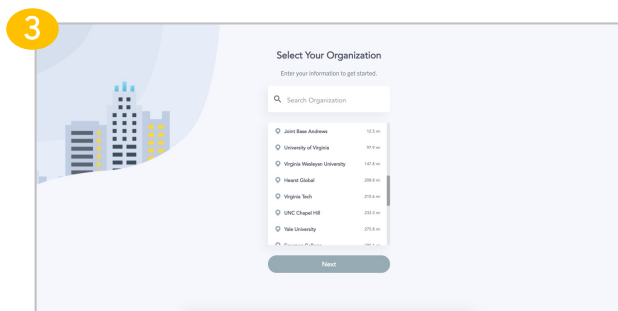 3
Select Your Organization
Enter your information to get started.
Search Organization
Joint Base Andrews 12.5 mi
University of Virginia 97.9 mi
Virginia Wesleyan University 147.8 mi
Hearst Global 208.8 mi
Virginia Tech 215.6 mi
UNC Chapel Hill 233.3 mi
Yale University 275.8 mi
Next